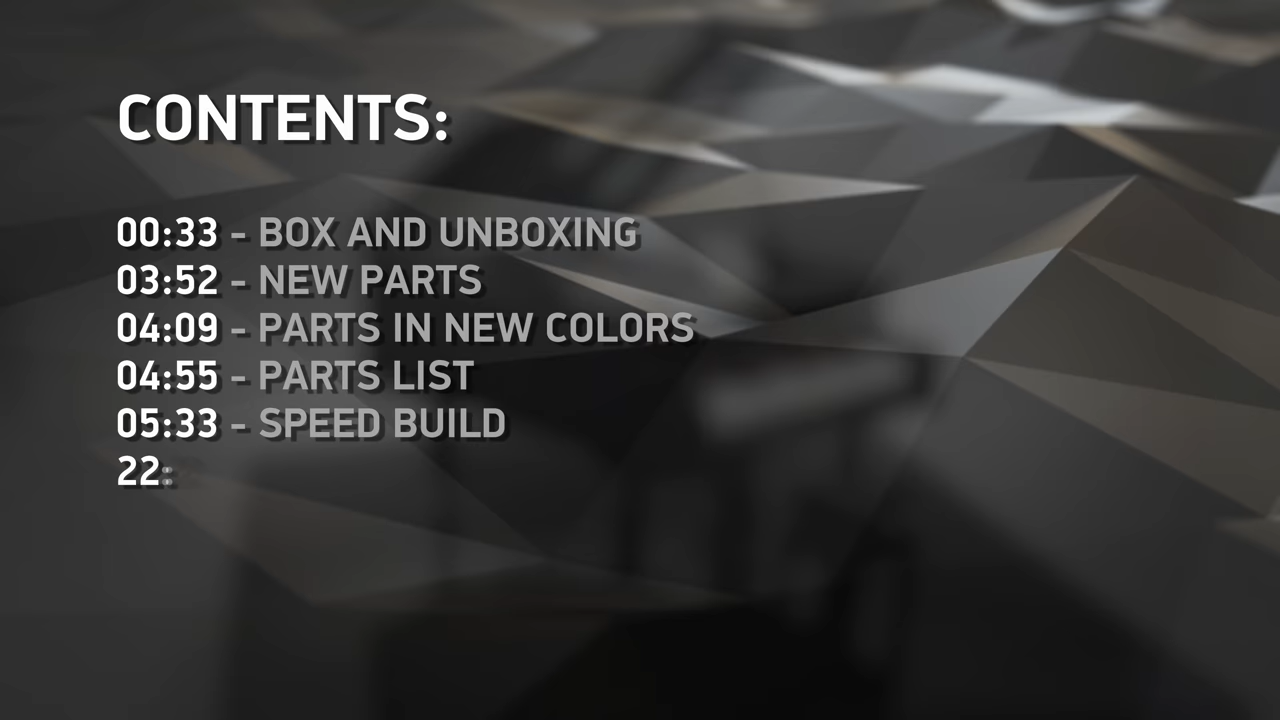 CONTENTS:
00:33 - BOX AND UNBOXING
03:52 - NEW PARTS
04:09 - PARTS IN NEW COLORS
04:55 - PARTS LIST
05:33 - SPEED BUILD
22: